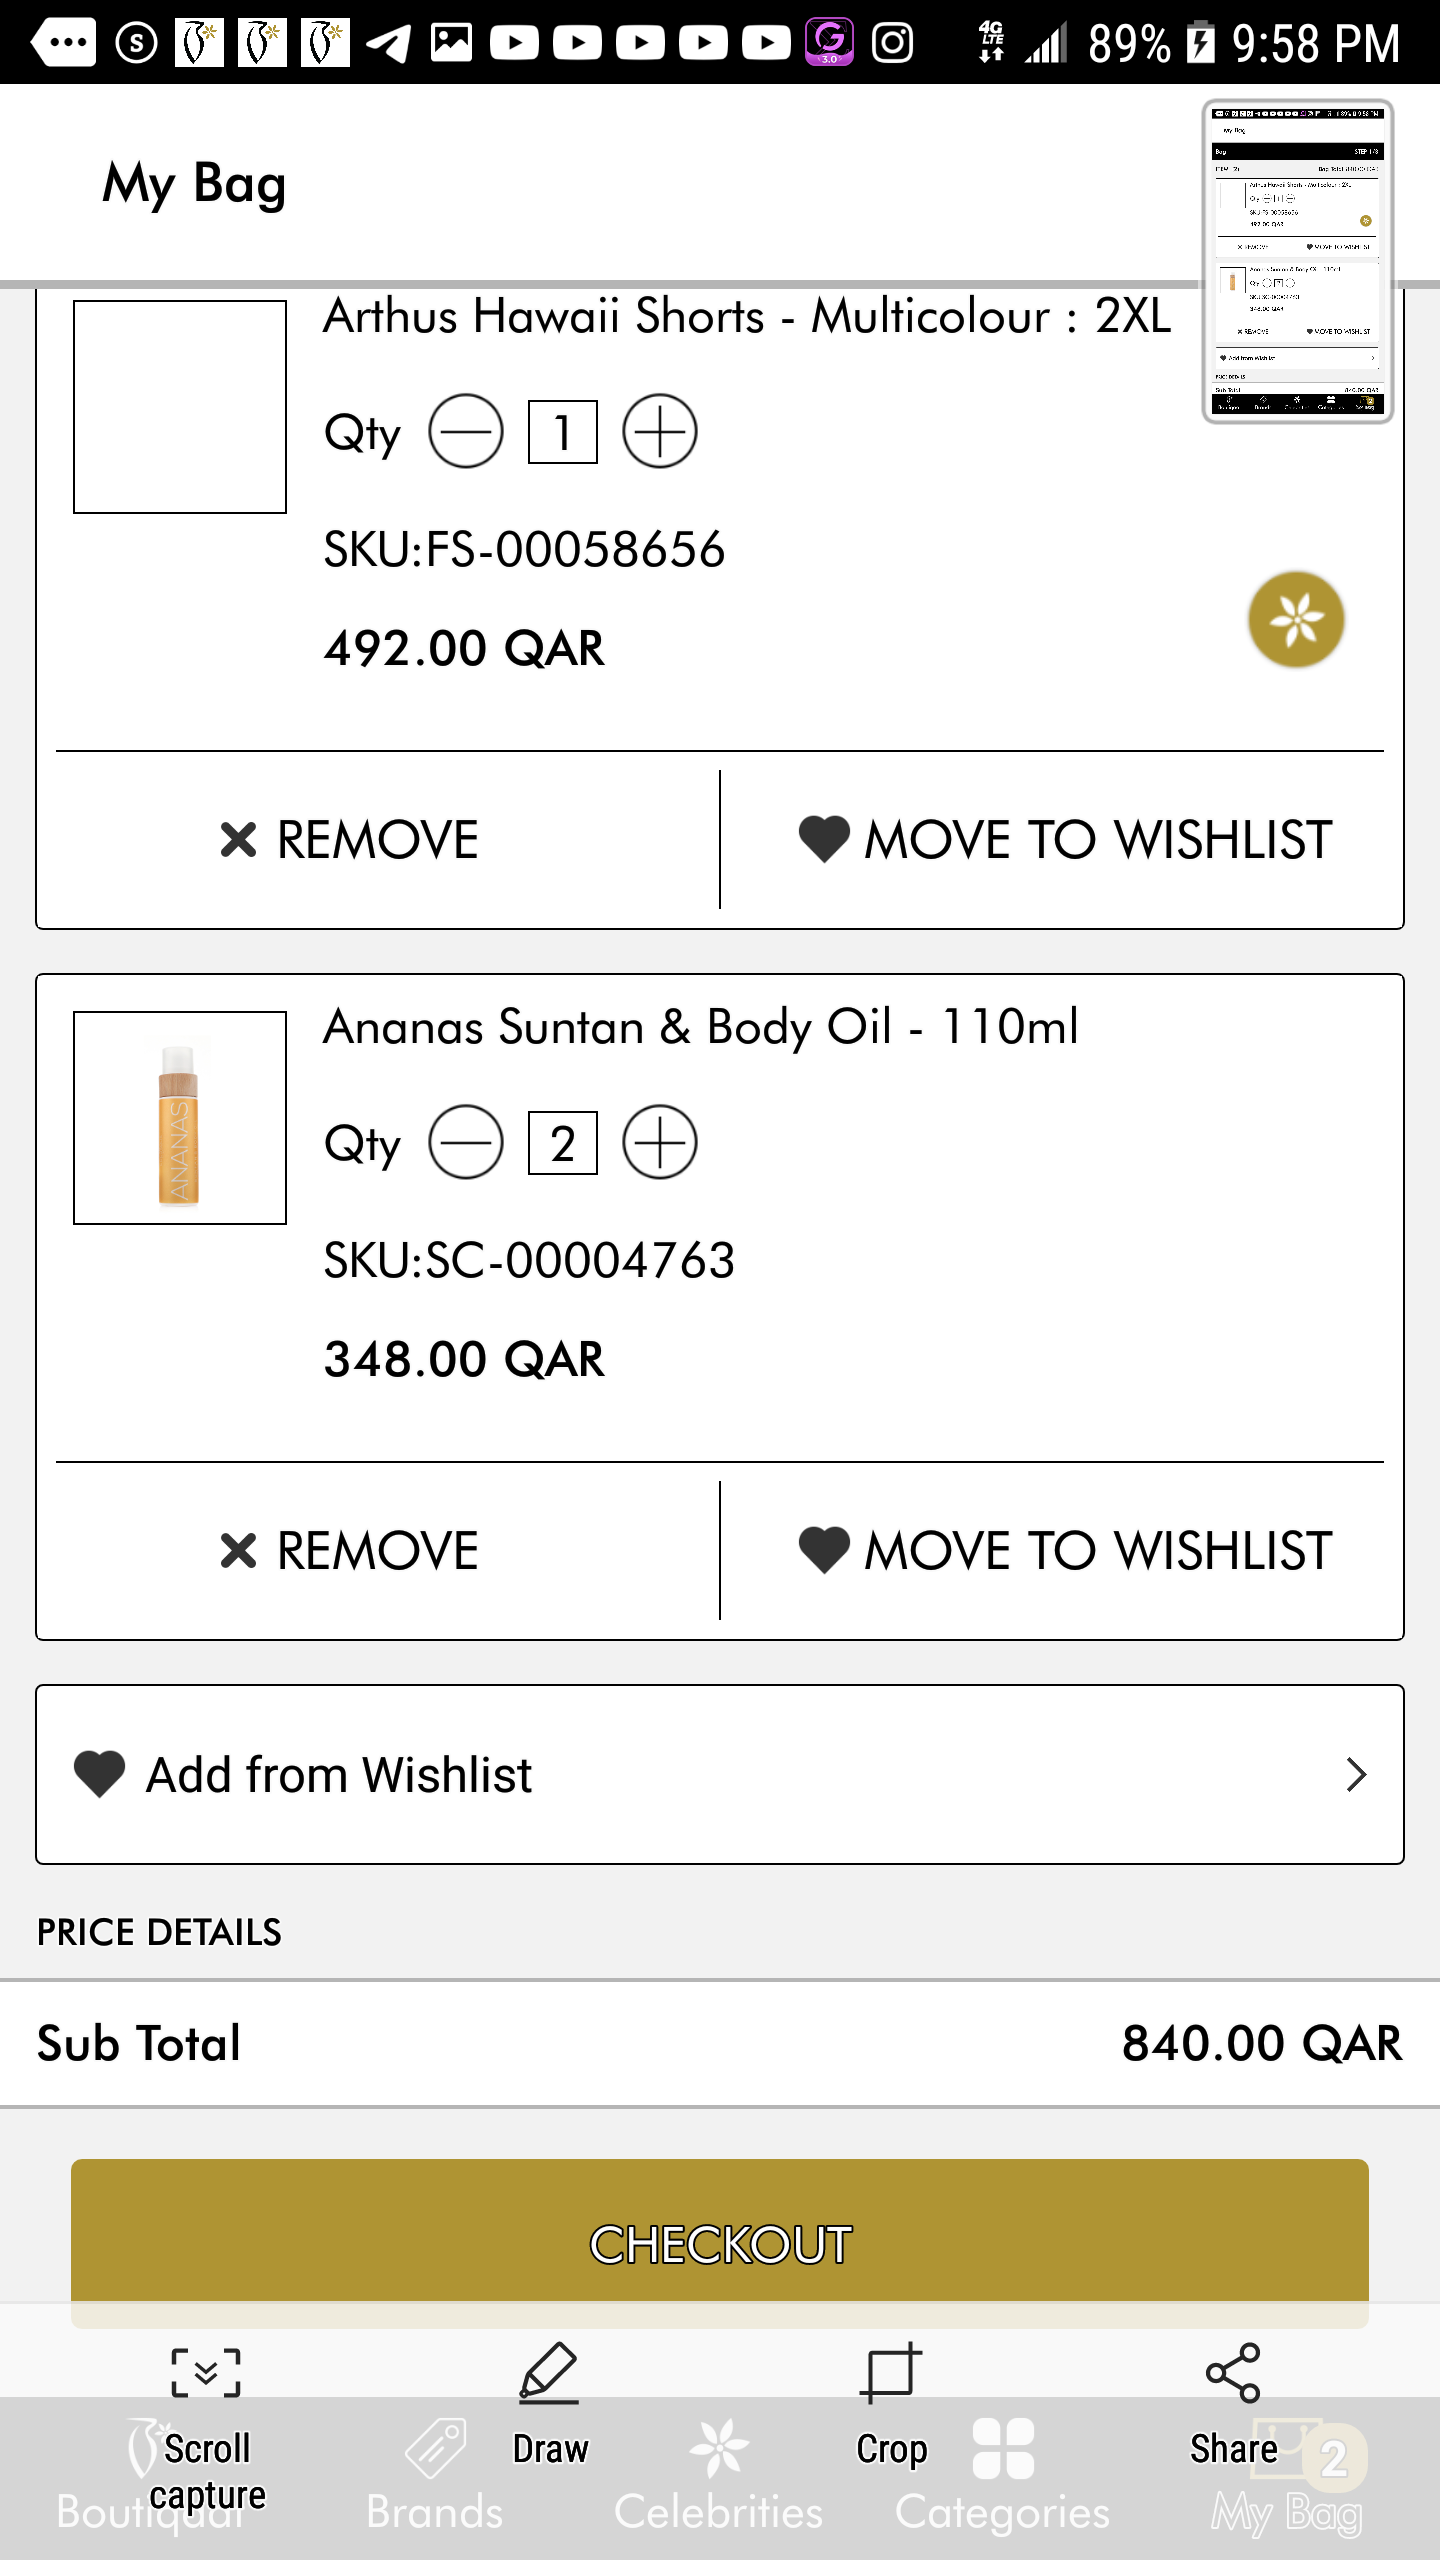 89% 9:58 PM
My Bag
Arthus Hawaii Shorts - Multicolour : 2XL
Qty 1
SKU:FS-00058656
492.00 QAR
REMOVE MOVE TO WISHLIST
Ananas Suntan & Body Oil - 110ml
ANANAS
Qty 2
SKU:SC-00004763
348.00 QAR
REMOVE MOVE TO WISHLIST
Add from Wishlist
PRICE DETAILS
Sub Total 840.00 QAR
CHECKOUT
Scroll capture Draw Crop Share
2
Boutiqaat Brands Celebrities Categories My Bag